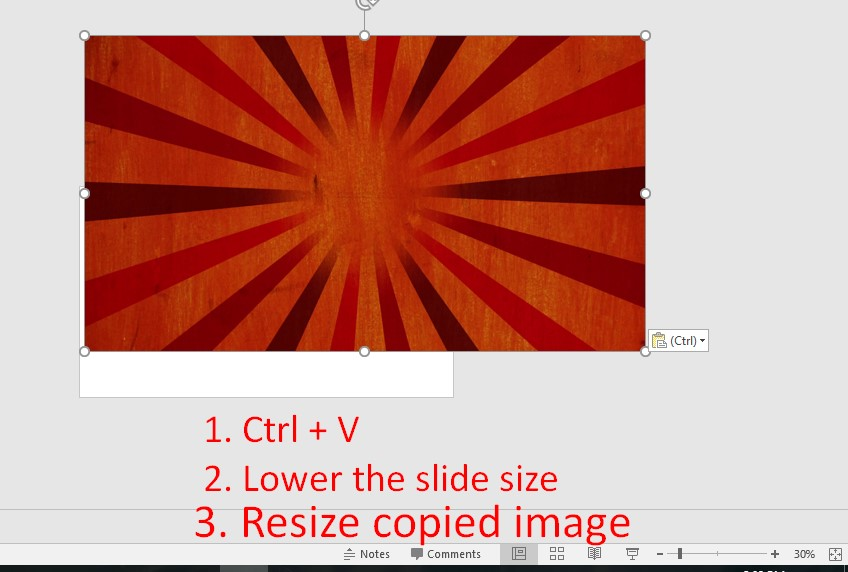 (Ctrl)
1. Ctrl + V
2. Lower the slide size
3. Resize copied image
Notes Comments 30%